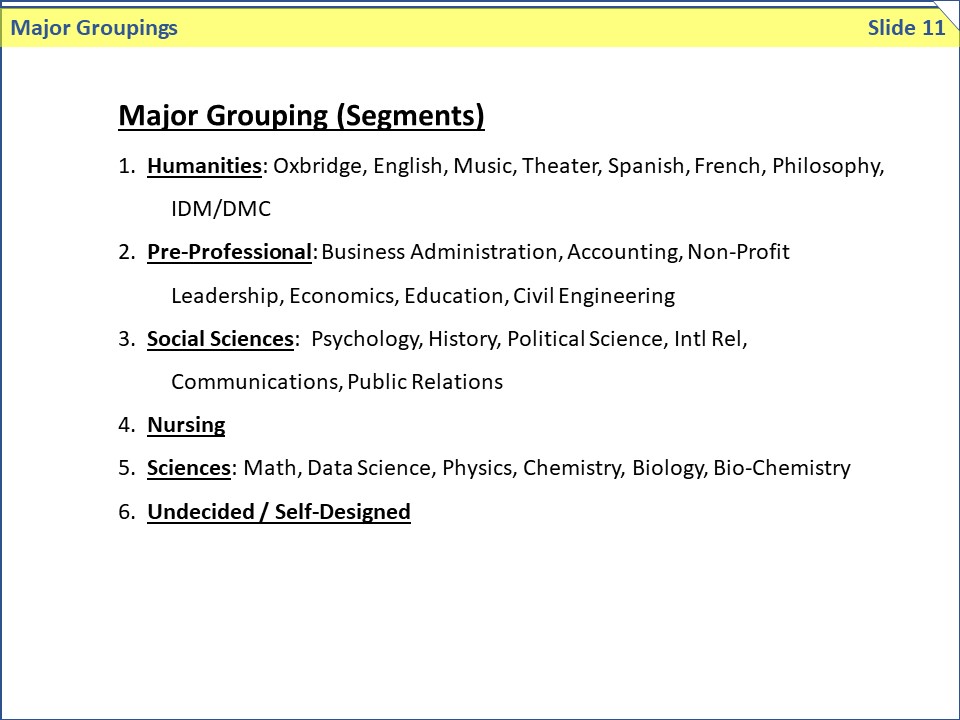 Major Groupings Slide 11
Major Grouping (Segments)
1. Humanities: Oxbridge, English, Music, Theater, Spanish, French, Philosophy,
IDM/DMC
2. Pre-Professional: Business Administration, Accounting, Non-Profit
Leadership, Economics, Education, Civil Engineering
3. Social Sciences: Psychology, History, Political Science, Intl Rel,
Communications, Public Relations
4. Nursing
5. Sciences: Math, Data Science, Physics, Chemistry, Biology, Bio-Chemistry
6. Undecided / Self-Designed